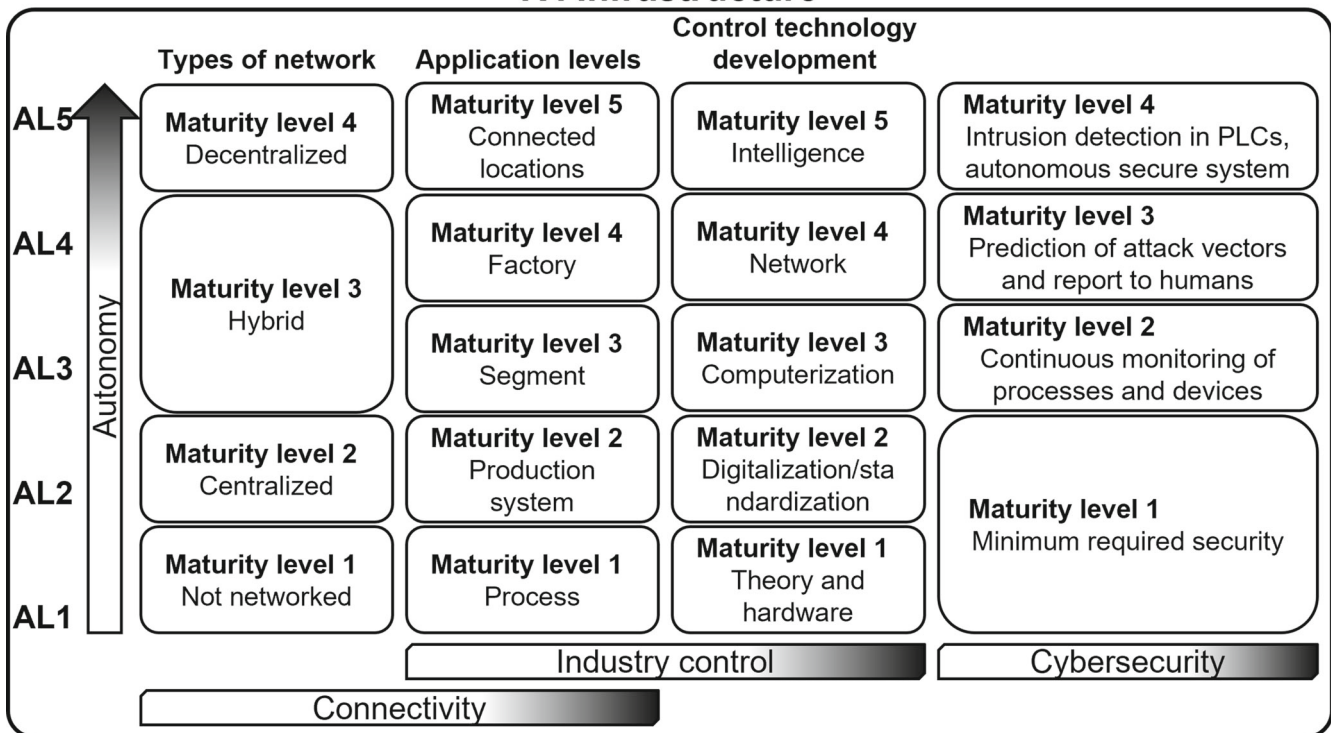 Types of network
Application levels
Control technology
development
AL5
Maturity level 4
Decentralized
Maturity level 5
Connected
locations
Maturity level 5
Intelligence
Maturity level 4
Intrusion detection in PLCs,
autonomous secure system
AL4
Maturity level 3
Hybrid
Maturity level 4
Factory
Maturity level 4
Network
Maturity level 3
Prediction of attack vectors
and report to humans
AL3
Maturity level 3
Segment
Maturity level 3
Computerization
Maturity level 2
Continuous monitoring of
processes and devices
Autonomy
AL2
Maturity level 2
Centralized
Maturity level 2
Production
system
Maturity level 2
Digitalization/sta
ndardization
Maturity level 1
Minimum required security
AL1
Maturity level 1
Not networked
Maturity level 1
Process
Maturity level 1
Theory and
hardware
Industry control
Cybersecurity
Connectivity